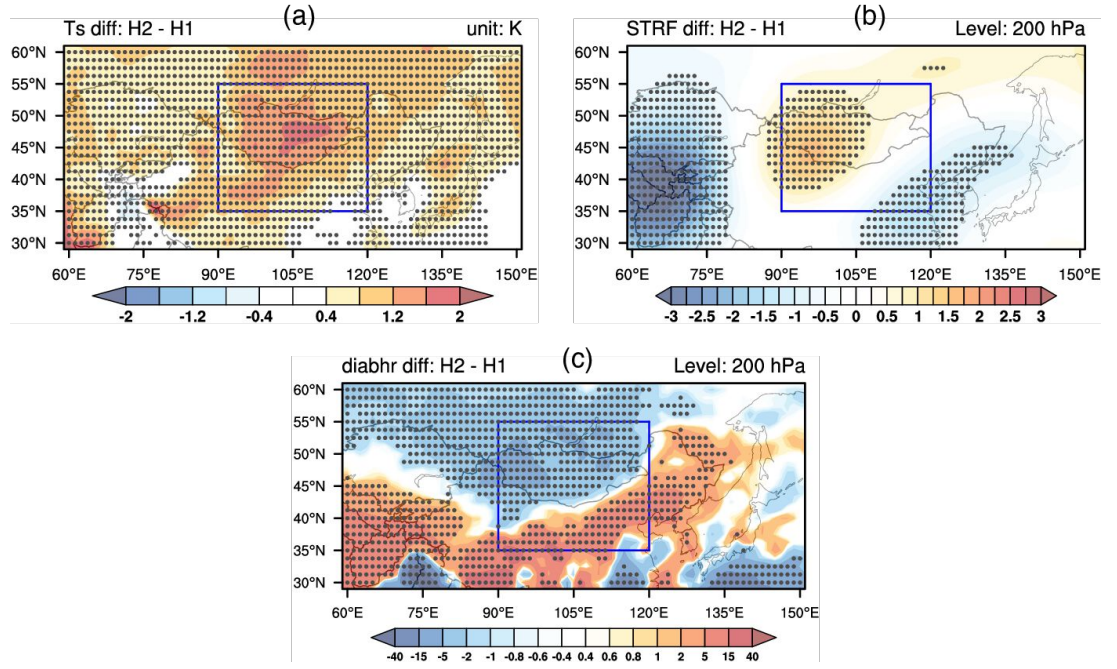 (a)
Ts diff: H2 - H1 unit: K
60°N
55°N
50°N
45°N
40°N
35°N
30°N
60°E 75°E 90°E 105°E 120°E 135°E 150°E
-2 -1.2 -0.4 0.4 1.2 2
(b)
STRF diff: H2 - H1 Level: 200 hPa
60°N
55°N
50°N
45°N
40°N
35°N
30°N
60°E 75°E 90°E 105°E 120°E 135°E 150°E
-3 -2.5 -2 -1.5 -1 -0.5 0 0.5 1 1.5 2 2.5 3
(c)
diabhr diff: H2 - H1 Level: 200 hPa
60°N
55°N
50°N
45°N
40°N
35°N
30°N
60°E 75°E 90°E 105°E 120°E 135°E 150°E
-40 -15 -5 -2 -1 -0.8 -0.6 -0.4 0.4 0.6 0.8 1 2 5 15 40